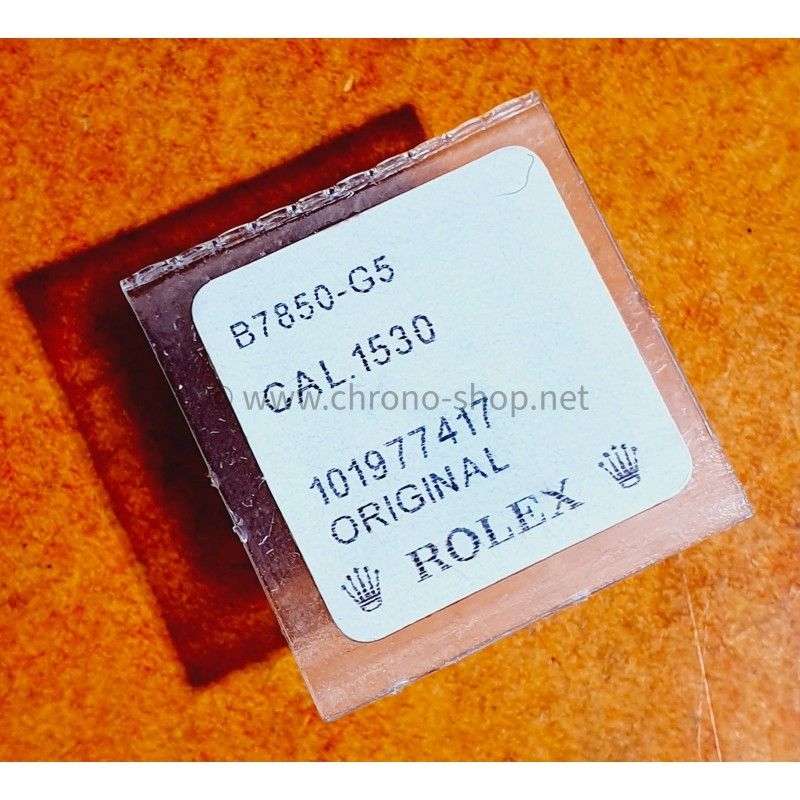 B7850-G5
CAL.1530
© www.chrono-shop.net
101977417
ORIGINAL
ROLEX